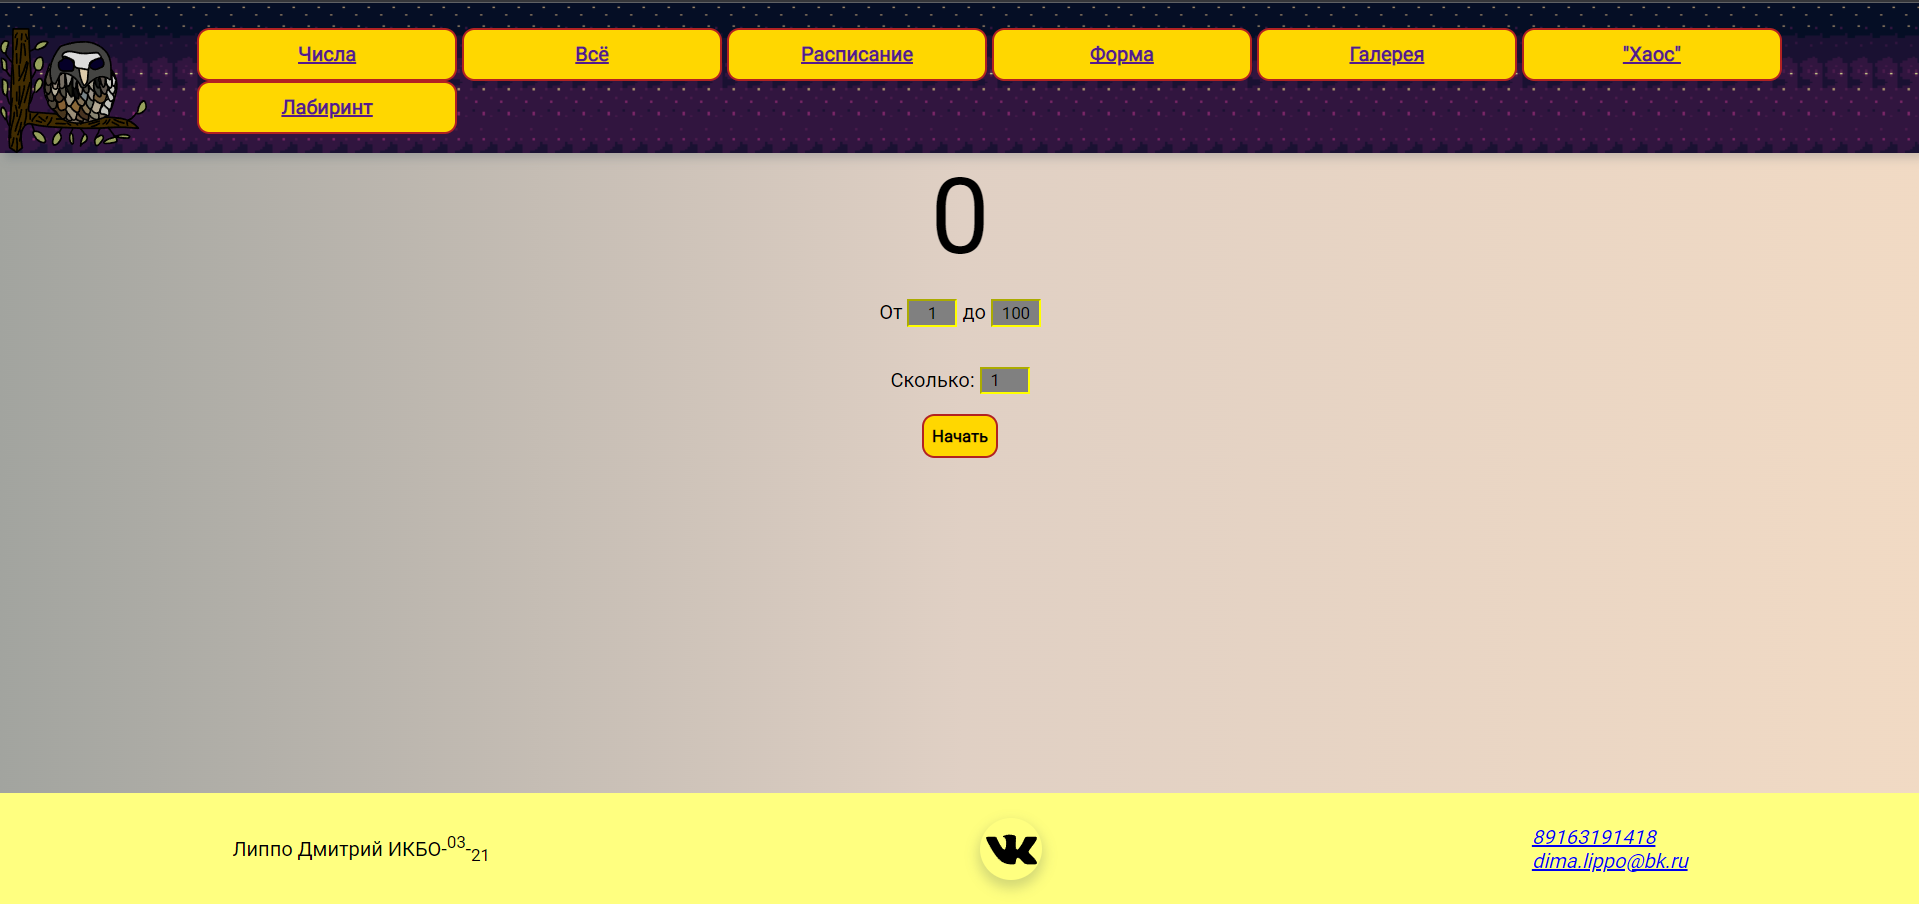 Числа
Всё
Расписание
Форма
Галерея
"Хаос"
Лабиринт
0
От 1 до 100
Сколько: 1
Начать
Липпо Дмитрий ИКБО-03-21
89163191418
dima.lippo@bk.ru